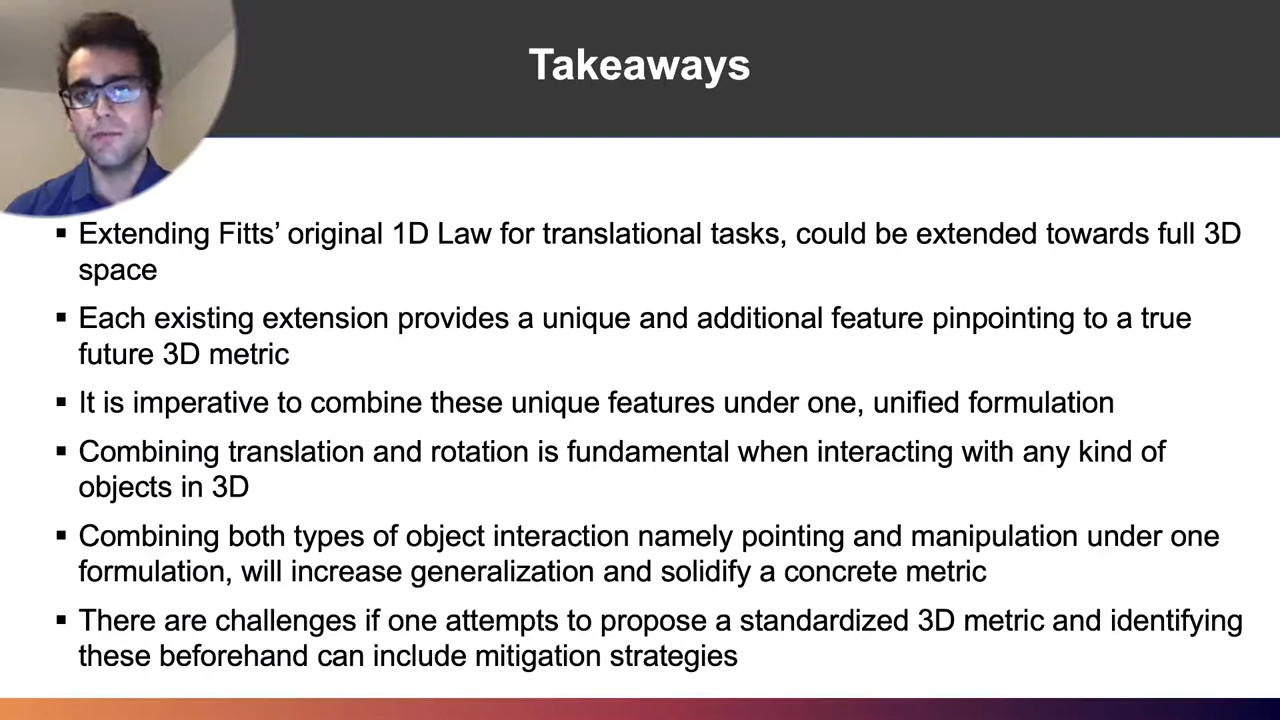 Takeaways
▪ Extending Fitts’ original 1D Law for translational tasks, could be extended towards full 3D
space
▪ Each existing extension provides a unique and additional feature pinpointing to a true
future 3D metric
▪ It is imperative to combine these unique features under one, unified formulation
▪ Combining translation and rotation is fundamental when interacting with any kind of
objects in 3D
▪ Combining both types of object interaction namely pointing and manipulation under one
formulation, will increase generalization and solidify a concrete metric
▪ There are challenges if one attempts to propose a standardized 3D metric and identifying
these beforehand can include mitigation strategies